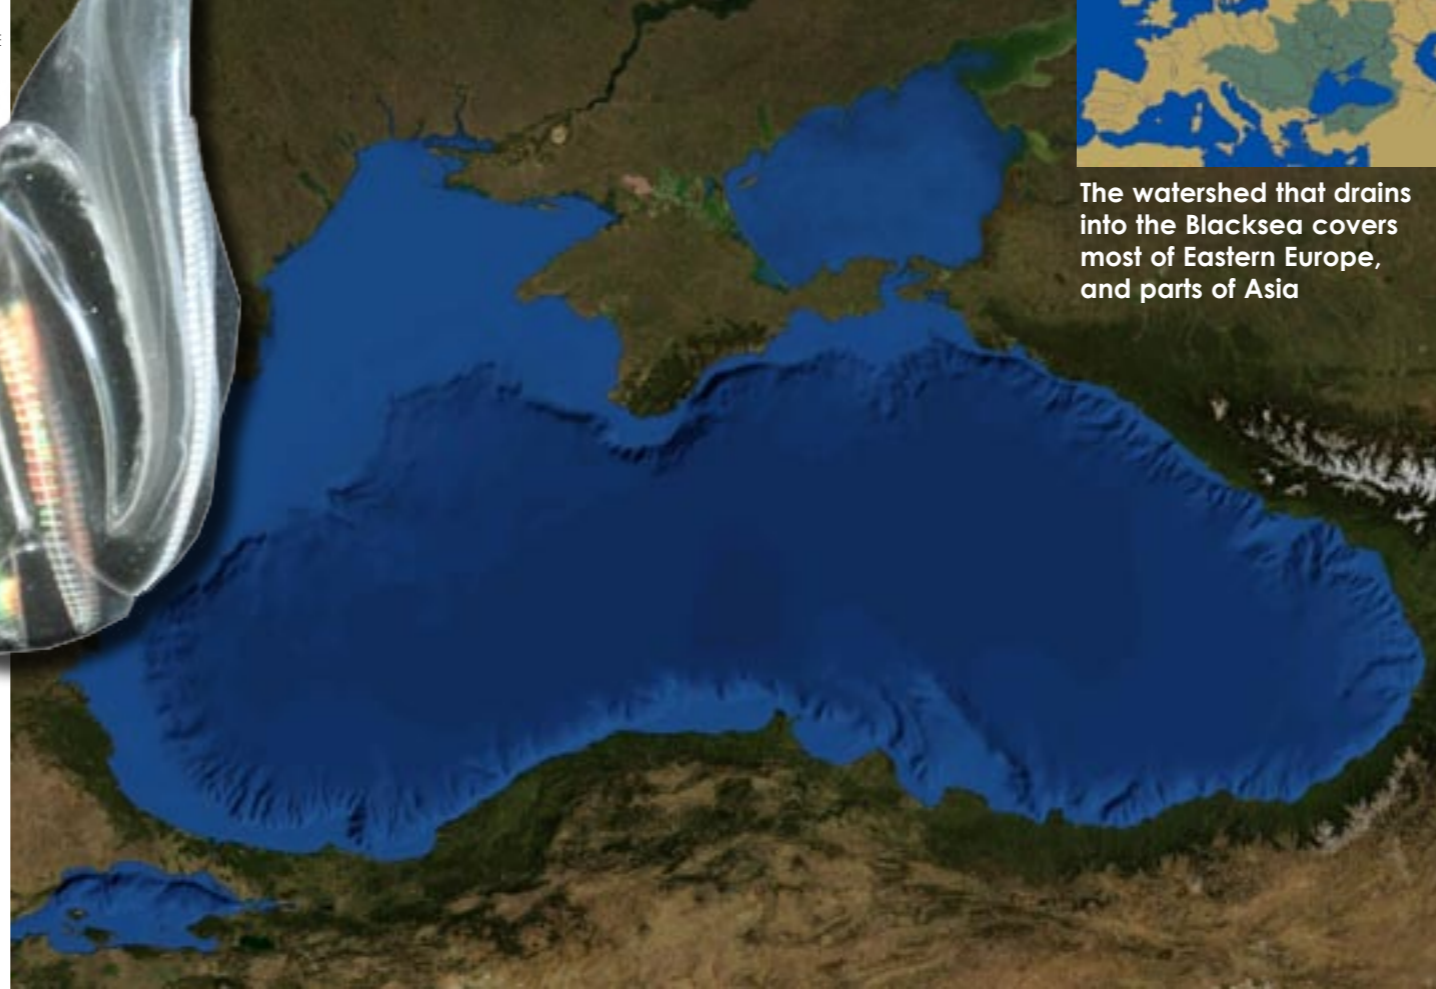 The watershed that drains
into the Blacksea covers
most of Eastern Europe,
and parts of Asia